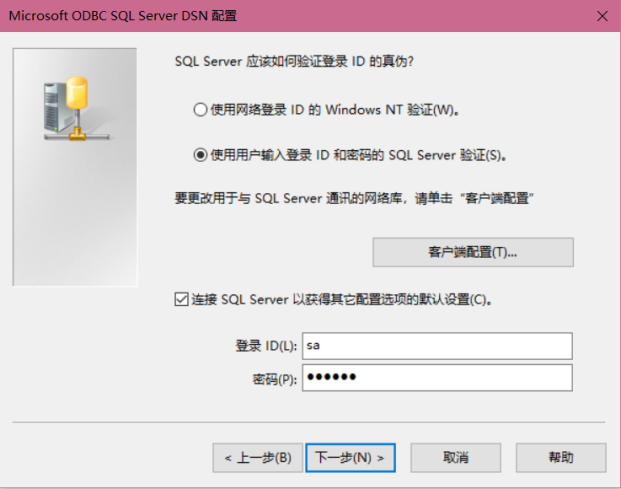 Microsoft ODBC SQL Server DSN 配置
SQL Server 应该如何验证登录 ID 的真伪?
使用网络登录 ID 的 Windows NT 验证(W)。
使用用户输入登录 ID 和密码的 SQL Server 验证(S)。
要更改用于与 SQL Server 通讯的网络库，请单击“客户端配置”
客户端配置(T)...
连接 SQL Server 以获得其它配置选项的默认设置(C)。
登录 ID(L): sa
密码(P): ●●●●●●
< 上一步(B) 下一步(N) > 取消 帮助